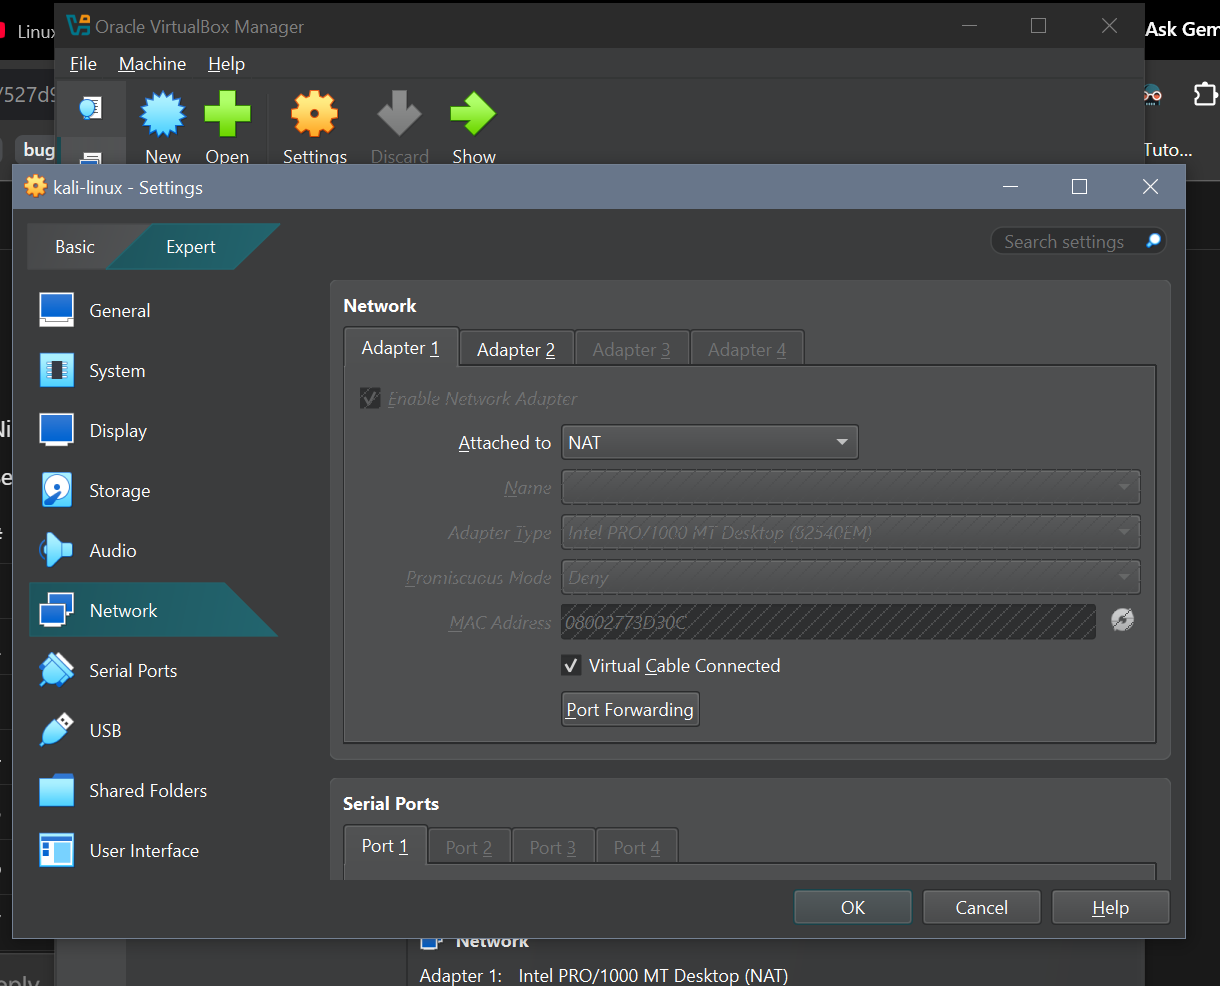 Linux
Oracle VirtualBox Manager
Ask Gem
File Machine Help
/527d9
bug
New Open Settings Discard Show
Tuto...
kali-linux - Settings
Basic Expert
Search settings
General
System
Display
Storage
Audio
Network
Serial Ports
USB
Shared Folders
User Interface
Network
Adapter 1 Adapter 2 Adapter 3 Adapter 4
Enable Network Adapter
Attached to NAT
Name
Adapter Type Intel PRO/1000 MT Desktop (82540EM)
Promiscuous Mode Deny
MAC Address 08002773D30C
Virtual Cable Connected
Port Forwarding
Serial Ports
Port 1 Port 2 Port 3 Port 4
OK Cancel Help
Network
Adapter 1: Intel PRO/1000 MT Desktop (NAT)